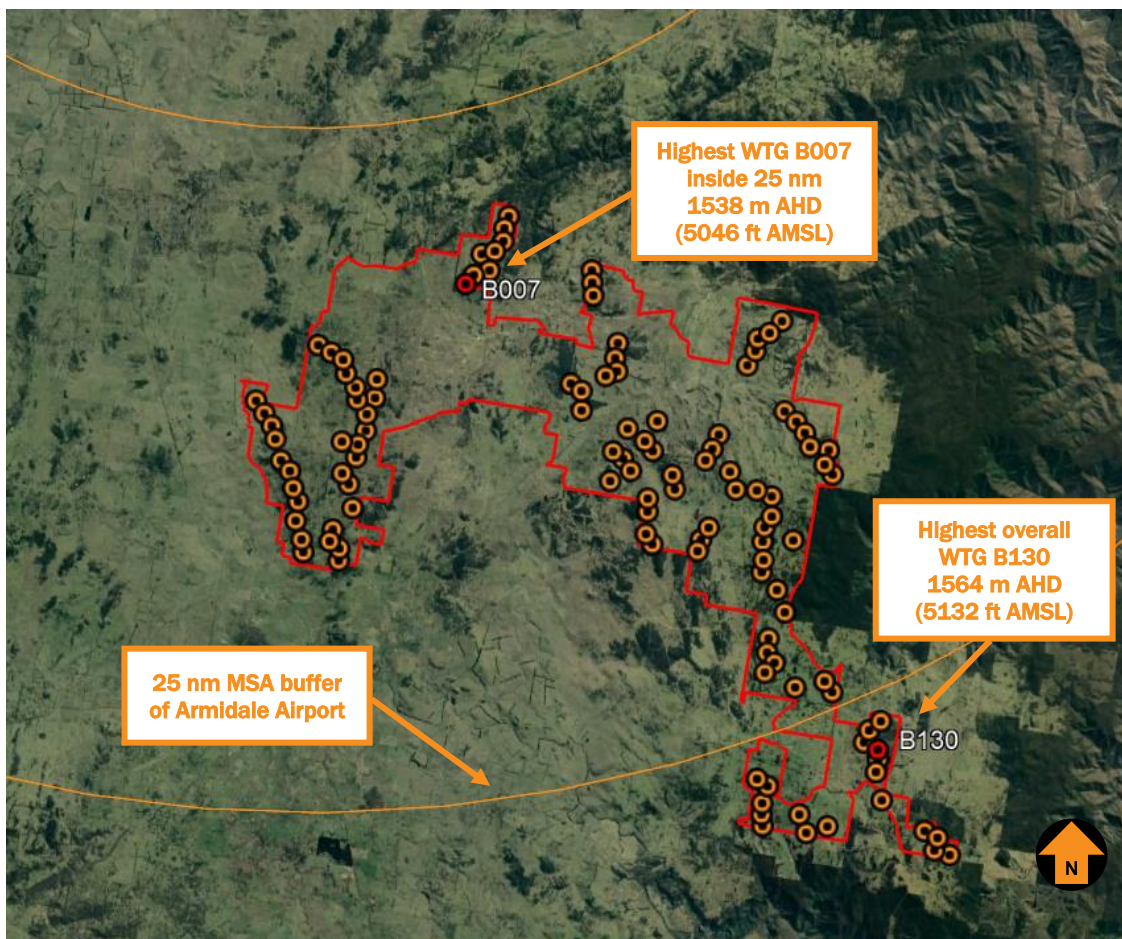 Highest WTG B007
inside 25 nm
1538 m AHD
(5046 ft AMSL)
B007
Highest overall
WTG B130
1564 m AHD
(5132 ft AMSL)
25 nm MSA buffer
of Armidale Airport
B130
N